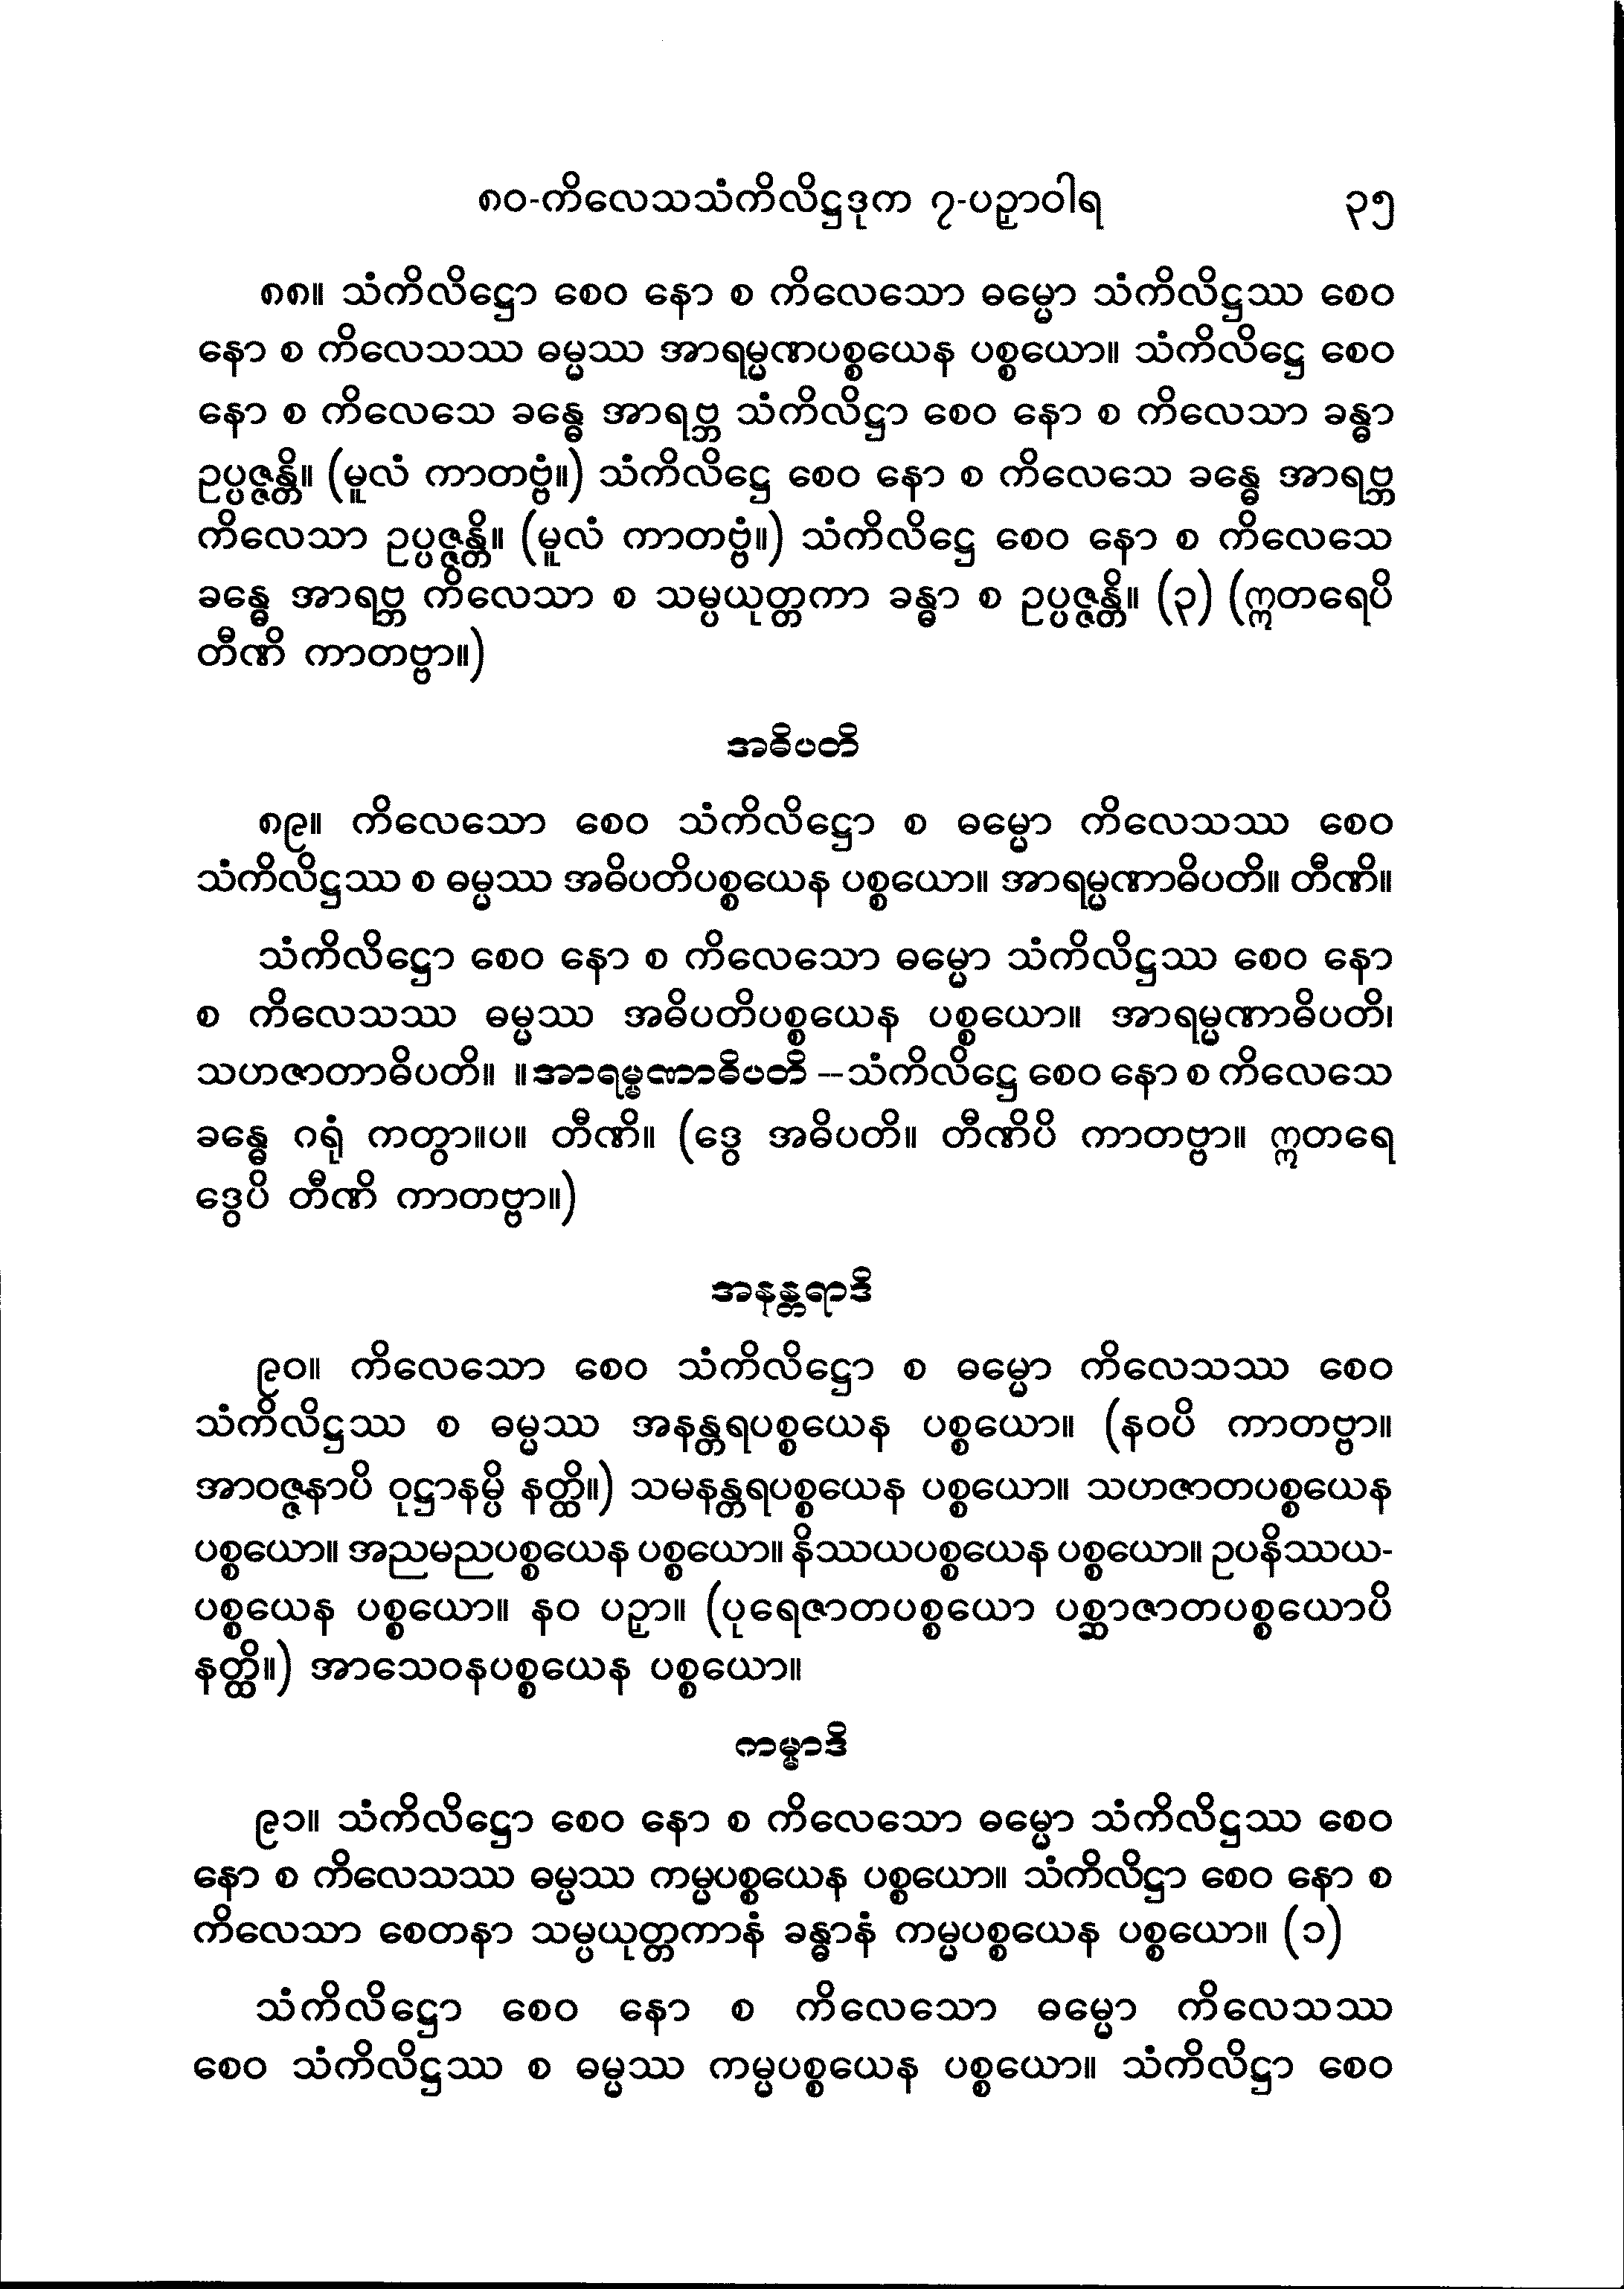 ၈၀-ကိလေသသံကိလိဋ္ဌဒုက ၇-ပဉှာဝါရ ၃၅
၈၈။ သံကိလိဋ္ဌော စေဝ နော စ ကိလေသော ဓမ္မော သံကိလိဋ္ဌဿ စေဝ
နော စ ကိလေသဿ ဓမ္မဿ အာရမ္မဏပစ္စယေန ပစ္စယော။ သံကိလိဋ္ဌေ စေဝ
နော စ ကိလေသေ ခန္ဓေ အာရဗ္ဘ သံကိလိဋ္ဌာ စေဝ နော စ ကိလေသာ ခန္ဓာ
ဥပ္ပဇ္ဇန္တိ။ (မူလံ ကာတဗ္ဗံ။) သံကိလိဋ္ဌေ စေဝ နော စ ကိလေသေ ခန္ဓေ အာရဗ္ဘ
ကိလေသာ ဥပ္ပဇ္ဇန္တိ။ (မူလံ ကာတဗ္ဗံ။) သံကိလိဋ္ဌေ စေဝ နော စ ကိလေသေ
ခန္ဓေ အာရဗ္ဘ ကိလေသာ စ သမ္ပယုတ္တကာ ခန္ဓာ စ ဥပ္ပဇ္ဇန္တိ။ (၃) (ဣတရေပိ
တီဏိ ကာတဗ္ဗာ။)
အဓိပတိ
၈၉။ ကိလေသော စေဝ သံကိလိဋ္ဌော စ ဓမ္မော ကိလေသဿ စေဝ
သံကိလိဋ္ဌဿ စ ဓမ္မဿ အဓိပတိပစ္စယေန ပစ္စယော။ အာရမ္မဏာဓိပတိ။ တီဏိ။
သံကိလိဋ္ဌော စေဝ နော စ ကိလေသော ဓမ္မော သံကိလိဋ္ဌဿ စေဝ နော
စ ကိလေသဿ ဓမ္မဿ အဓိပတိပစ္စယေန ပစ္စယော။ အာရမ္မဏာဓိပတိ၊
သဟဇာတာဓိပတိ။ ။အာရမ္မဏာဓိပတိ --သံကိလိဋ္ဌေ စေဝ နော စ ကိလေသေ
ခန္ဓေ ဂရုံ ကတွာ။ပ။ တီဏိ။ (ဒွေ အဓိပတိ။ တီဏိပိ ကာတဗ္ဗာ။ ဣတရေ
ဒွေပိ တီဏိ ကာတဗ္ဗာ။)
အနန္တရာဒိ
၉၀။ ကိလေသော စေဝ သံကိလိဋ္ဌော စ ဓမ္မော ကိလေသဿ စေဝ
သံကိလိဋ္ဌဿ စ ဓမ္မဿ အနန္တရပစ္စယေန ပစ္စယော။ (နဝပိ ကာတဗ္ဗာ။
အာဝဇ္ဇနာပိ ဝုဋ္ဌာနမ္ပိ နတ္ထိ။) သမနန္တရပစ္စယေန ပစ္စယော။ သဟဇာတပစ္စယေန
ပစ္စယော။ အညမညပစ္စယေန ပစ္စယော။ နိဿယပစ္စယေန ပစ္စယော။ ဥပနိဿယ-
ပစ္စယေန ပစ္စယော။ နဝ ပဉှာ။ (ပုရေဇာတပစ္စယော ပစ္ဆာဇာတပစ္စယောပိ
နတ္ထိ။) အာသေဝနပစ္စယေန ပစ္စယော။
ကမ္မာဒိ
၉၁။ သံကိလိဋ္ဌော စေဝ နော စ ကိလေသော ဓမ္မော သံကိလိဋ္ဌဿ စေဝ
နော စ ကိလေသဿ ဓမ္မဿ ကမ္မပစ္စယေန ပစ္စယော။ သံကိလိဋ္ဌာ စေဝ နော စ
ကိလေသာ စေတနာ သမ္ပယုတ္တကာနံ ခန္ဓာနံ ကမ္မပစ္စယေန ပစ္စယော။ (၁)
သံကိလိဋ္ဌော စေဝ နော စ ကိလေသော ဓမ္မော ကိလေသဿ
စေဝ သံကိလိဋ္ဌဿ စ ဓမ္မဿ ကမ္မပစ္စယေန ပစ္စယော။ သံကိလိဋ္ဌာ စေဝ